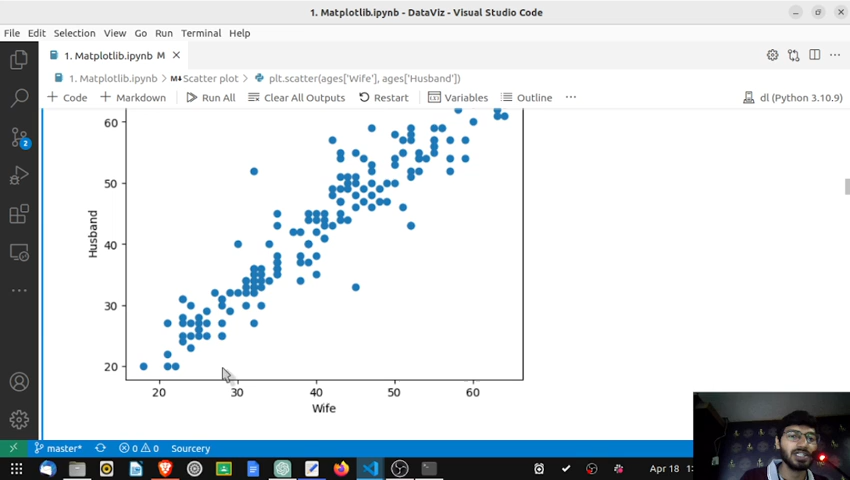 1. Matplotlib.ipynb - DataViz - Visual Studio Code
File Edit Selection View Go Run Terminal Help
1. Matplotlib.ipynb M
1. Matplotlib.ipynb > M↓Scatter plot > plt.scatter(ages['Wife'], ages['Husband'])
+ Code + Markdown Run All Clear All Outputs Restart Variables Outline ... dl (Python 3.10.9)
60
50
40
30
20
Husband
20 30 40 50 60
Wife
2
master* 0 0 Sourcery
Apr 18